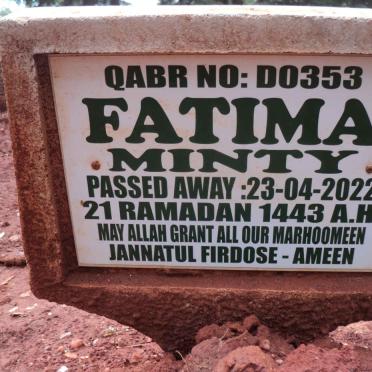 QABR NO: DO353
FATIMA
MINTY
PASSED AWAY :23-04-2022
21 RAMADAN 1443 A.H
MAY ALLAH GRANT ALL OUR MARHOOMEEN
JANNATUL FIRDOSE - AMEEN